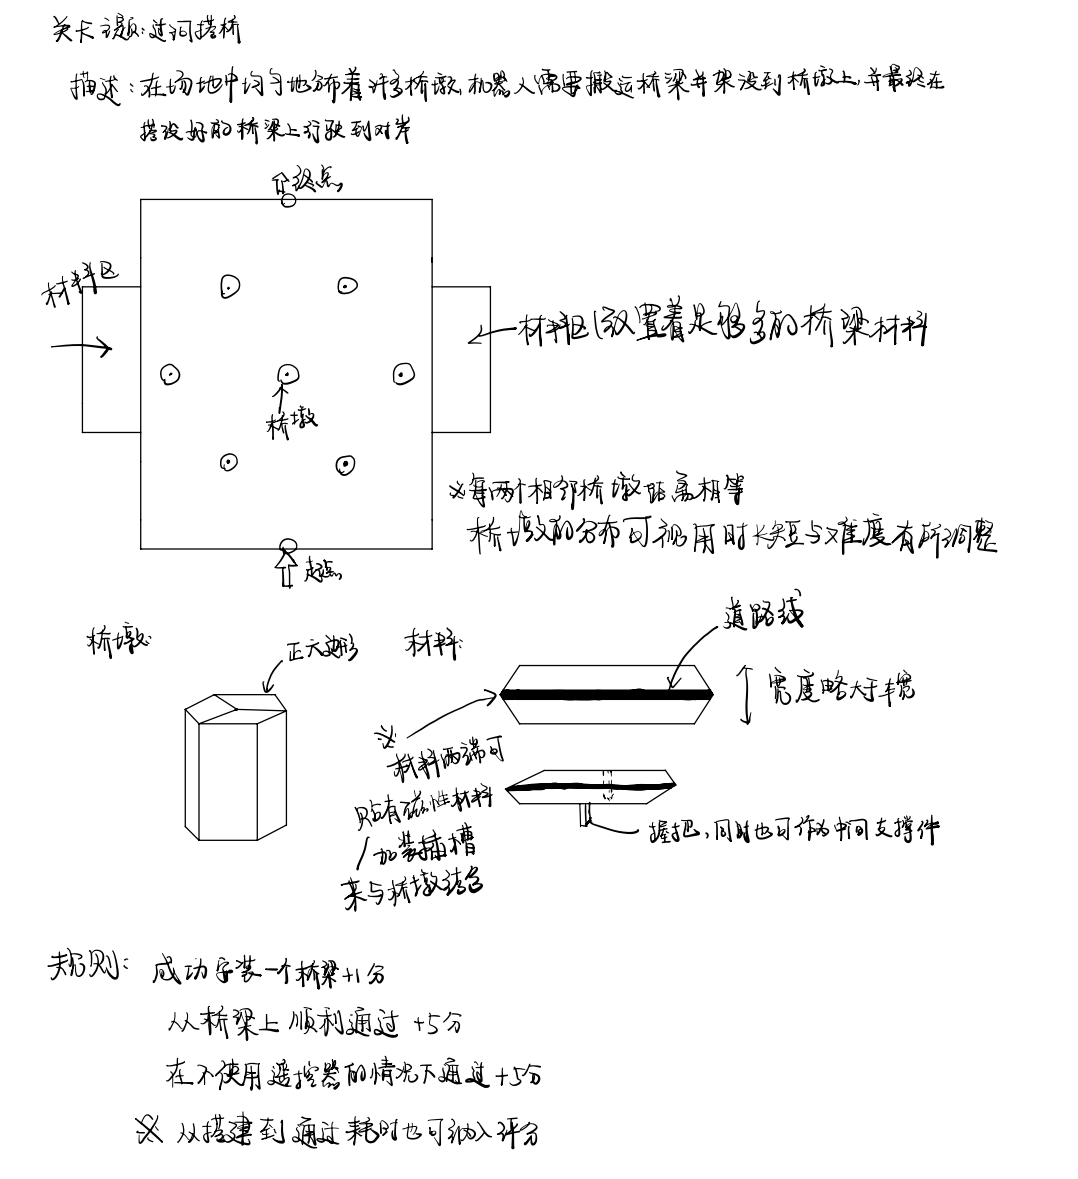 关卡主题:过河搭桥
描述:在场地中均匀地分布着许多桥墩,机器人需要搬运桥梁并架设到桥墩上,并最终在
搭设好的桥梁上行驶到对岸
终点
材料区
材料区(放置着足够多的桥梁材料
桥墩
※每两个相邻桥墩距离相等
桥墩的分布可视用时长短与难度有所调整
起点
桥墩:
正六边形
材料:
道路线
宽度略大于车宽
※
材料两端可
贴有磁性材料
/加装插槽
来与桥墩结合
握把,同时也可作为中间支撑件
规则:
成功安装一个桥梁+1分
从桥梁上顺利通过 +5分
在不使用遥控器的情况下通过+5分
※ 从搭建到通过耗时也可纳入评分